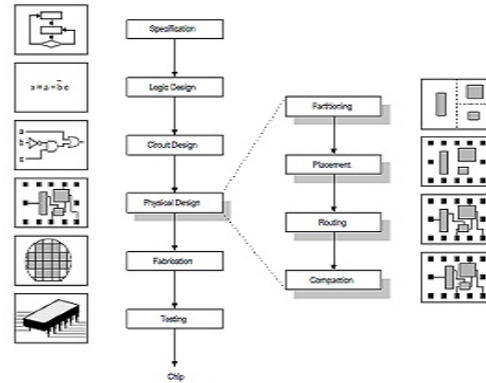 Specification
x = a + b c
Logic Design
Partitioning
a
b
c
Circuit Design
Placement
Physical Design
Routing
Fabrication
Compaction
Testing
Chip